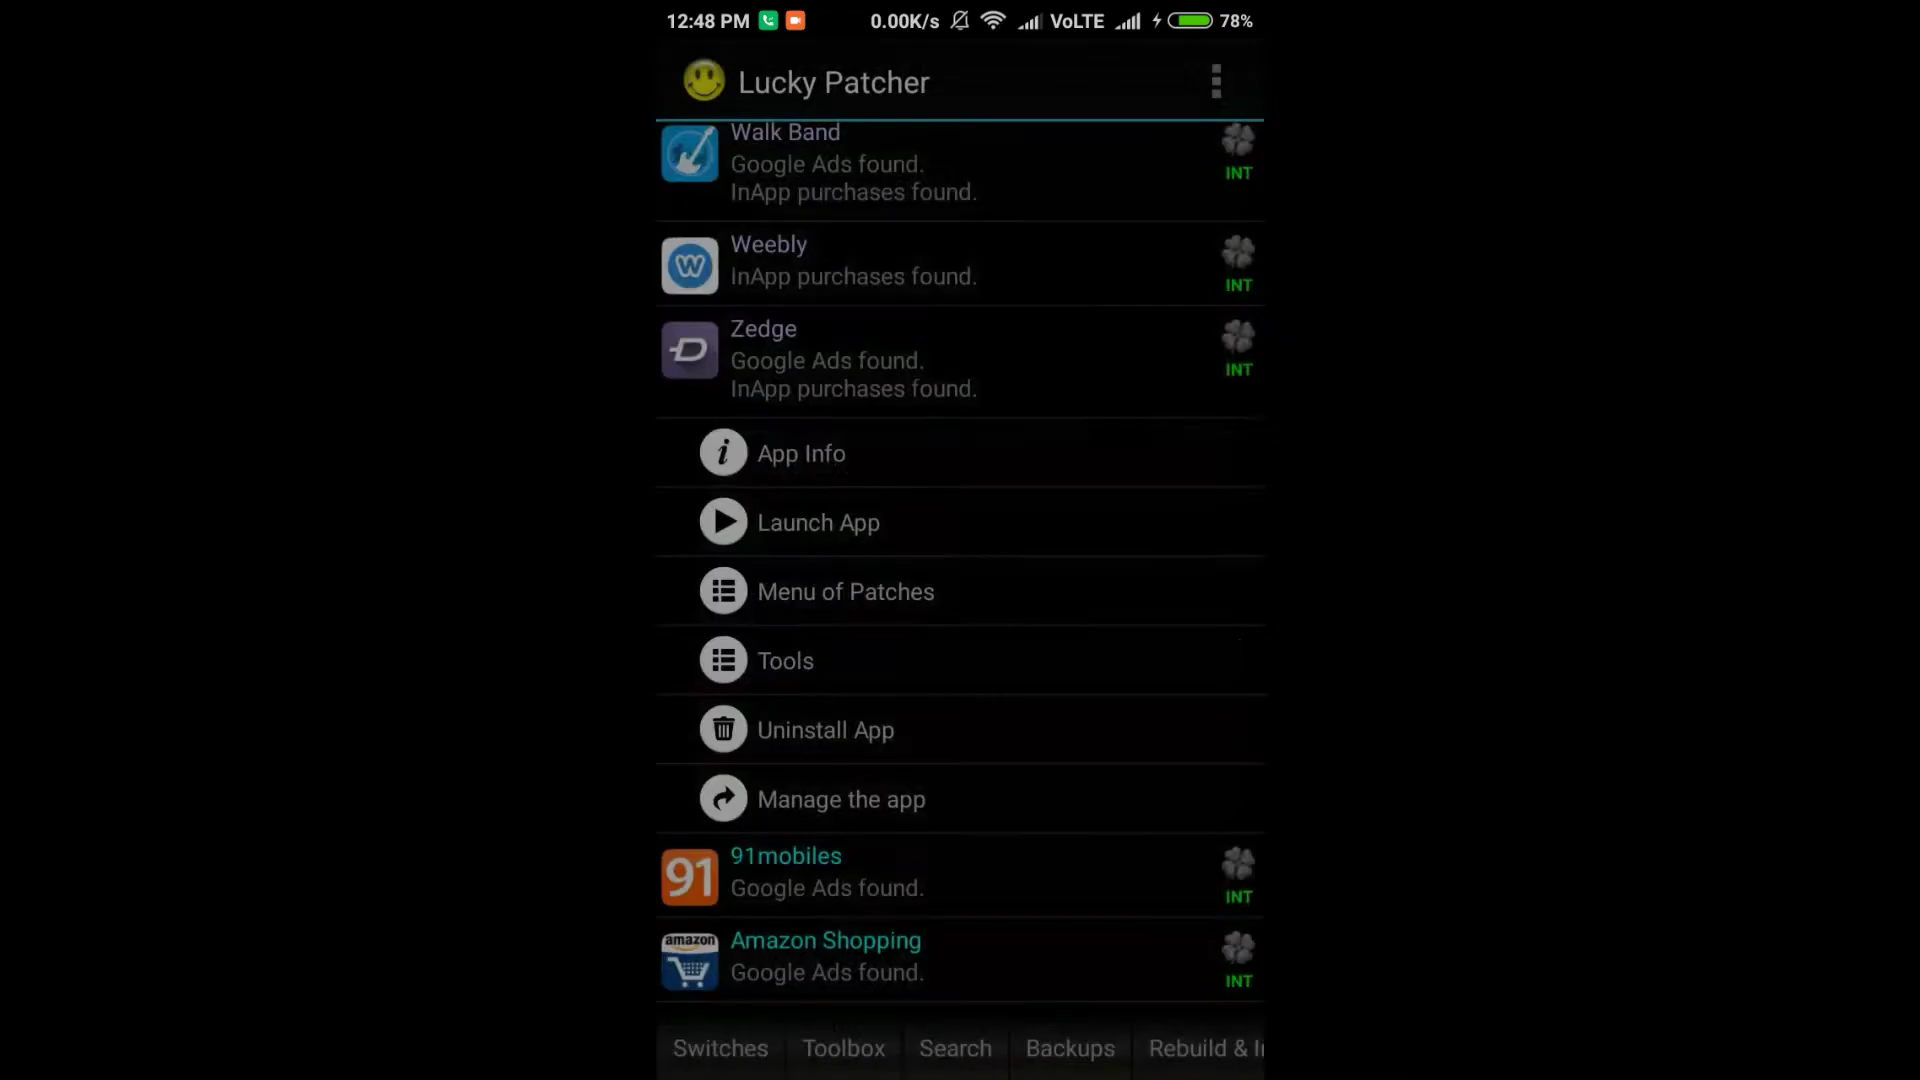 12:48 PM 0.00K/s VoLTE 78%
Lucky Patcher
Walk Band
Google Ads found.
InApp purchases found.
INT
Weebly
InApp purchases found.
INT
Zedge
Google Ads found.
InApp purchases found.
INT
App Info
Launch App
Menu of Patches
Tools
Uninstall App
Manage the app
91
91mobiles
Google Ads found.
INT
amazon
Amazon Shopping
Google Ads found.
INT
Switches Toolbox Search Backups Rebuild &